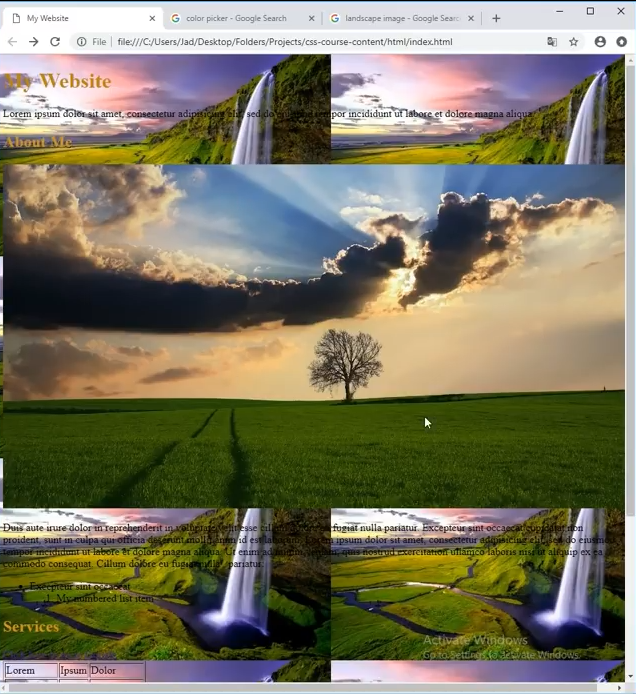 My Website
color picker - Google Search
landscape image - Google Searc
File
file:///C:/Users/Jad/Desktop/Folders/Projects/css-course-content/html/index.html
My Website
Lorem ipsum dolor sit amet, consectetur adipisicing elit, sed do eiusmod tempor incididunt ut labore et dolore magna aliqua.
About Me
Duis aute irure dolor in reprehenderit in voluptate velit esse cillum dolore eu fugiat nulla pariatur. Excepteur sint occaecat cupidatat non
proident, sunt in culpa qui officia deserunt mollit anim id est laborum. Lorem ipsum dolor sit amet, consectetur adipisicing elit, sed do eiusmod
tempor incididunt ut labore et dolore magna aliqua. Ut enim ad minim veniam, quis nostrud exercitation ullamco laboris nisi ut aliquip ex ea
commodo consequat. Cillum dolore eu fugiat nulla pariatur.
Excepteur sint occaecat
1. My numbered list item
Services
Activate Windows
Go to Settings to activate Windows.
Lorem Ipsum Dolor